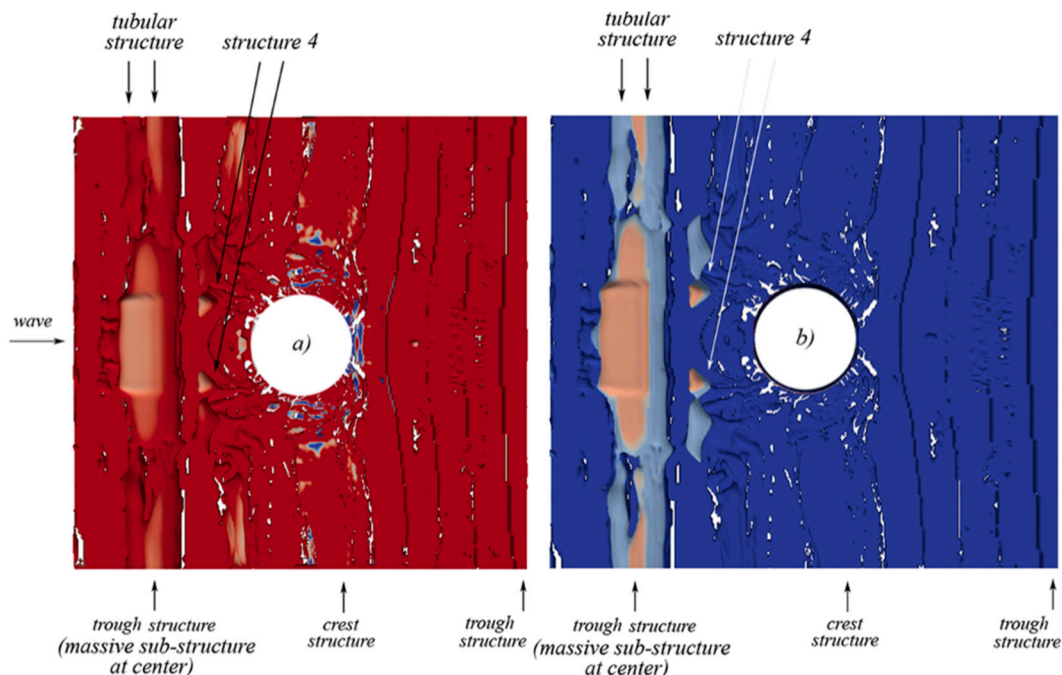 tubular
structure
structure 4
tubular
structure
structure 4
wave
a)
b)
trough structure
(massive sub-structure
at center)
crest
structure
trough
structure
trough structure
(massive sub-structure
at center)
crest
structure
trough
structure